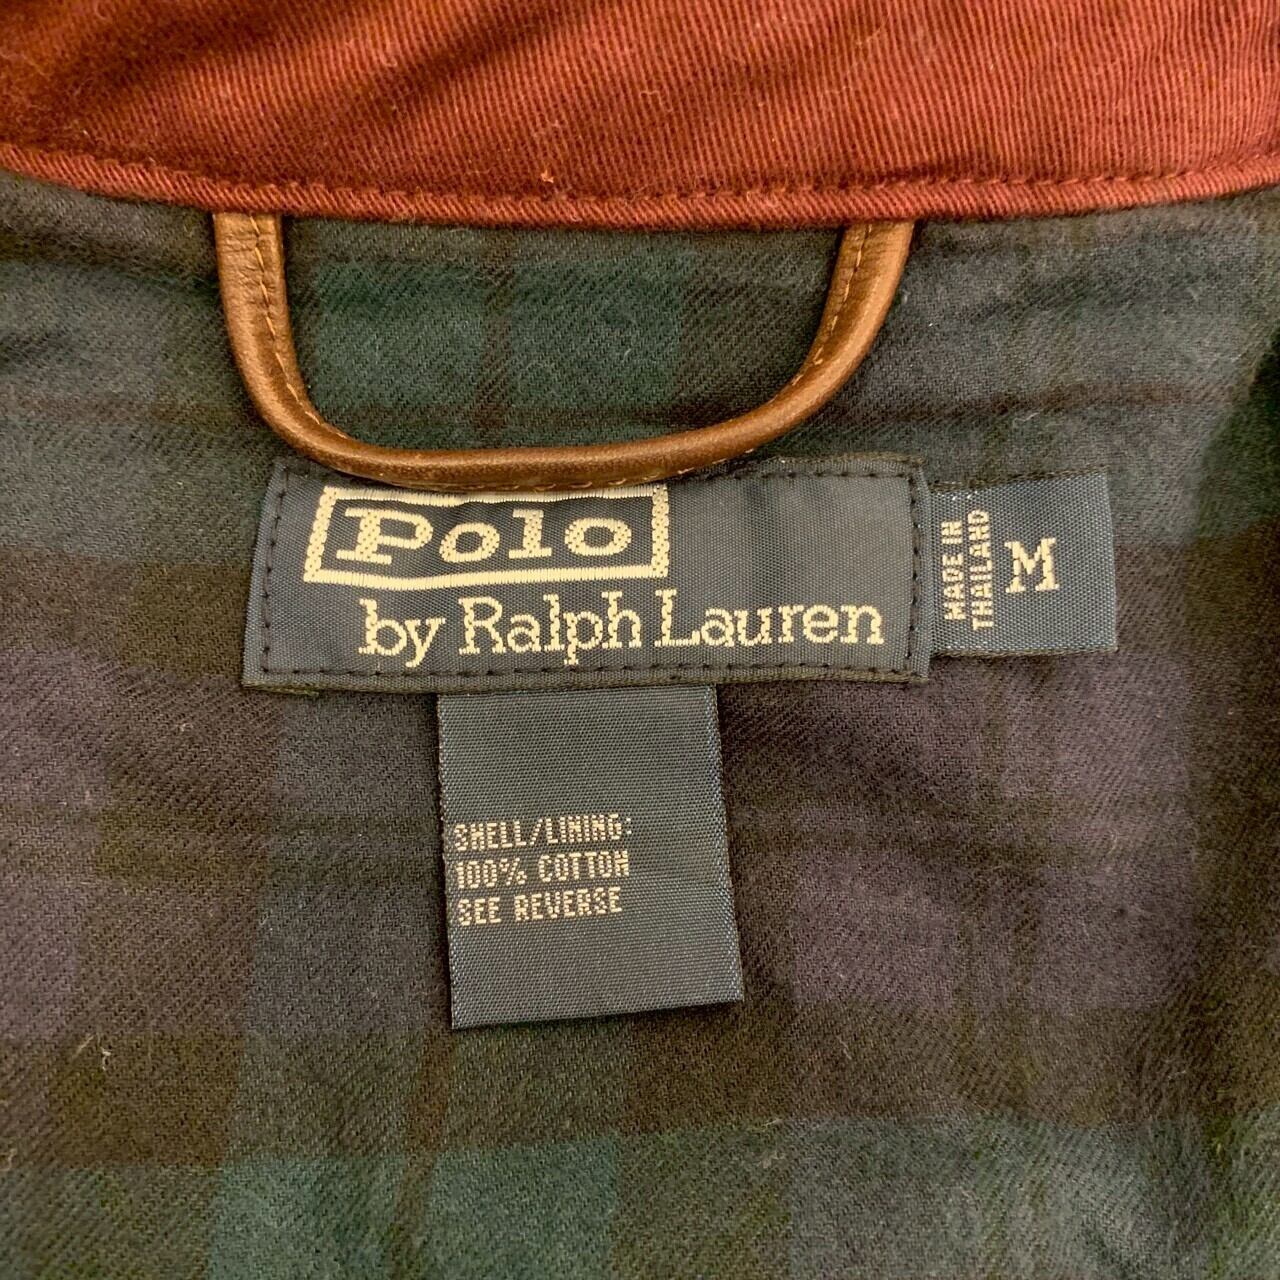 Polo
by Ralph Lauren
MADE IN
THAILAND
M
SHELL/LINING:
100% COTTON
SEE REVERSE